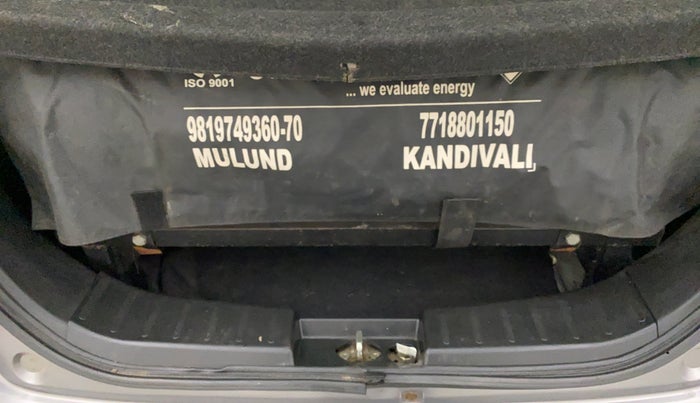 ISO 9001
... we evaluate energy
9819749360-70 7718801150
MULUND KANDIVALI